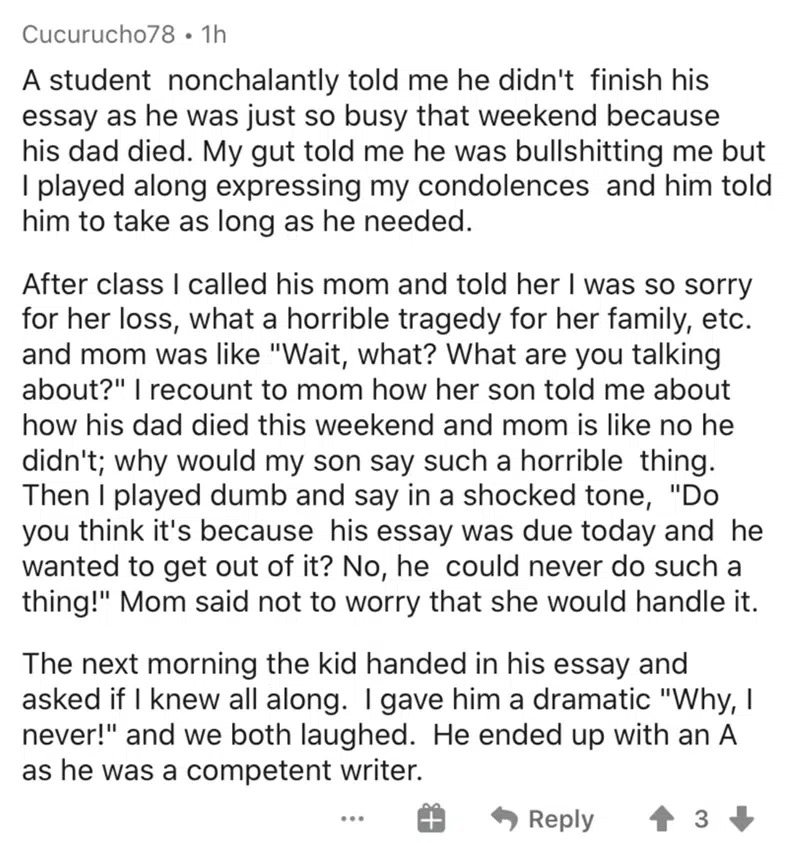 Cucurucho78 • 1h
A student nonchalantly told me he didn't finish his
essay as he was just so busy that weekend because
his dad died. My gut told me he was bullshitting me but
I played along expressing my condolences and him told
him to take as long as he needed.
After class I called his mom and told her I was so sorry
for her loss, what a horrible tragedy for her family, etc.
and mom was like "Wait, what? What are you talking
about?" I recount to mom how her son told me about
how his dad died this weekend and mom is like no he
didn't; why would my son say such a horrible thing.
Then I played dumb and say in a shocked tone, "Do
you think it's because his essay was due today and he
wanted to get out of it? No, he could never do such a
thing!" Mom said not to worry that she would handle it.
The next morning the kid handed in his essay and
asked if I knew all along. I gave him a dramatic "Why, I
never!" and we both laughed. He ended up with an A
as he was a competent writer.
... Reply 3